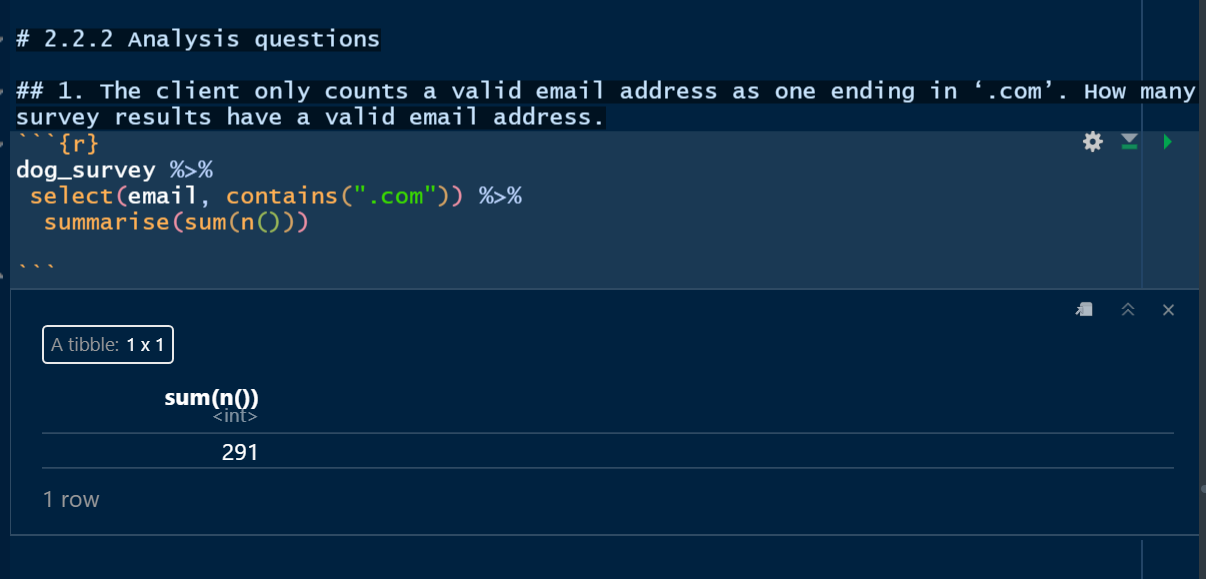 # 2.2.2 Analysis questions
## 1. The client only counts a valid email address as one ending in ‘.com’. How many
survey results have a valid email address.
```{r}
dog_survey %>%
 select(email, contains(".com")) %>%
  summarise(sum(n()))
```
A tibble: 1 x 1
sum(n())
<int>
291
1 row